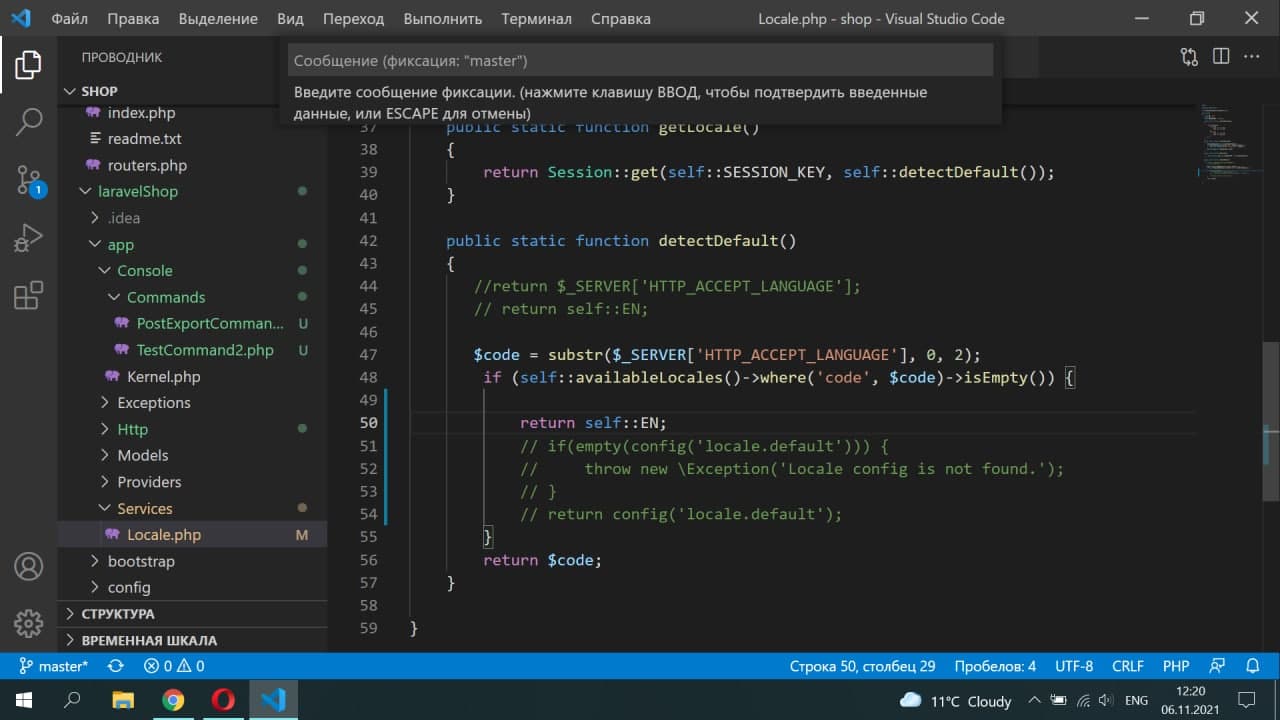 Файл Правка Выделение Вид Переход Выполнить Терминал Справка Locale.php - shop - Visual Studio Code
ПРОВОДНИК
Сообщение (фиксация: "master")
Введите сообщение фиксации. (нажмите клавишу ВВОД, чтобы подтвердить введенные
данные, или ESCAPE для отмены)
SHOP
index.php
readme.txt
routers.php
laravelShop
.idea
app
Console
Commands
PostExportComman... U
TestCommand2.php U
Kernel.php
Exceptions
Http
Models
Providers
Services
Locale.php M
bootstrap
config
СТРУКТУРА
ВРЕМЕННАЯ ШКАЛА
1
37 public static function getLocale()
38 {
39 return Session::get(self::SESSION_KEY, self::detectDefault());
40 }
41
42 public static function detectDefault()
43 {
44 //return $_SERVER['HTTP_ACCEPT_LANGUAGE'];
45 // return self::EN;
46
47 $code = substr($_SERVER['HTTP_ACCEPT_LANGUAGE'], 0, 2);
48 if (self::availableLocales()->where('code', $code)->isEmpty()) {
49
50 return self::EN;
51 // if(empty(config('locale.default'))) {
52 // throw new \Exception('Locale config is not found.');
53 // }
54 // return config('locale.default');
55 }
56 return $code;
57 }
58
59 }
master* 0 0 Строка 50, столбец 29 Пробелов: 4 UTF-8 CRLF PHP
11°C Cloudy ENG 12:20
06.11.2021